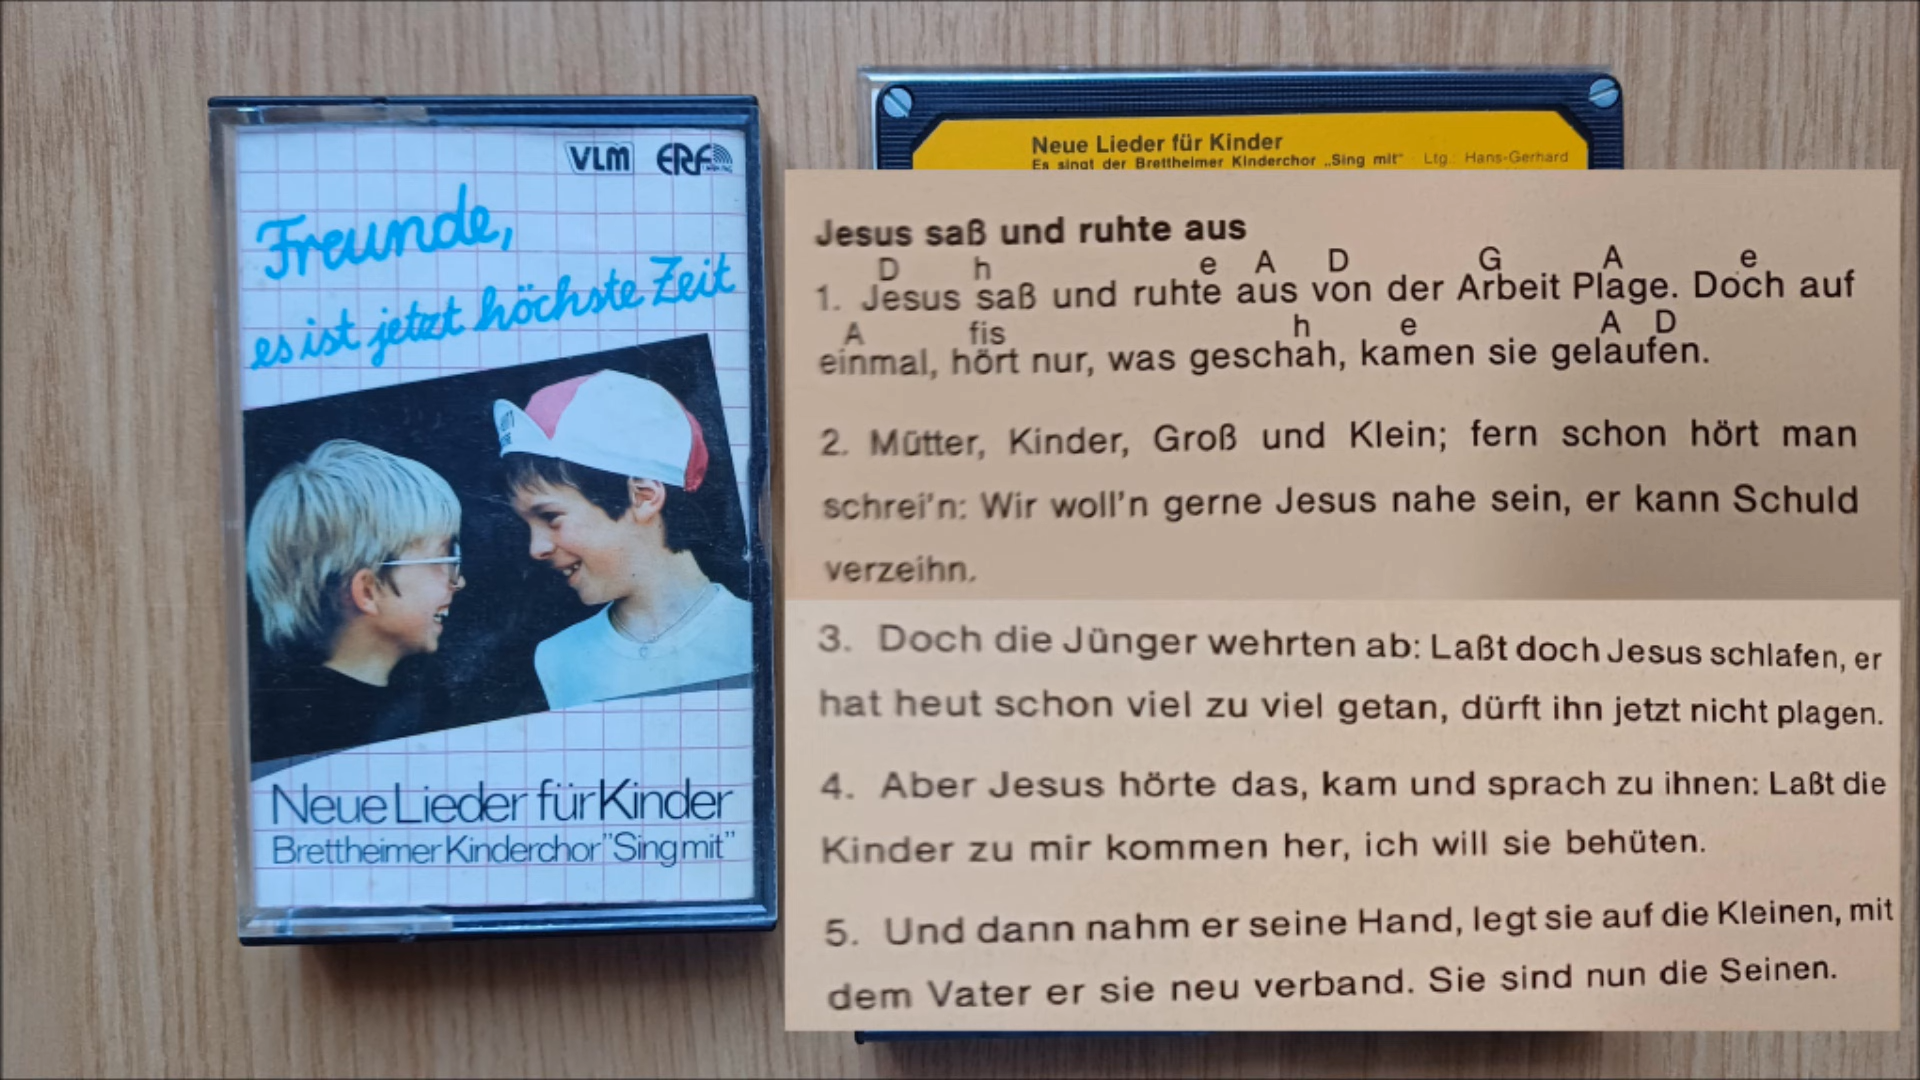 VLM ERF
Freunde,
es ist jetzt höchste Zeit
Neue Lieder für Kinder
Brettheimer Kinderchor "Sing mit"
Neue Lieder für Kinder
Es singt der Brettheimer Kinderchor „Sing mit“ · Ltg.: Hans-Gerhard
Jesus saß und ruhte aus
D h e A D G A e
1. Jesus saß und ruhte aus von der Arbeit Plage. Doch auf
A fis h e A D
einmal, hört nur, was geschah, kamen sie gelaufen.
2. Mütter, Kinder, Groß und Klein; fern schon hört man
schrei'n: Wir woll'n gerne Jesus nahe sein, er kann Schuld
verzeihn.
3. Doch die Jünger wehrten ab: Laßt doch Jesus schlafen, er
hat heut schon viel zu viel getan, dürft ihn jetzt nicht plagen.
4. Aber Jesus hörte das, kam und sprach zu ihnen: Laßt die
Kinder zu mir kommen her, ich will sie behüten.
5. Und dann nahm er seine Hand, legt sie auf die Kleinen, mit
dem Vater er sie neu verband. Sie sind nun die Seinen.